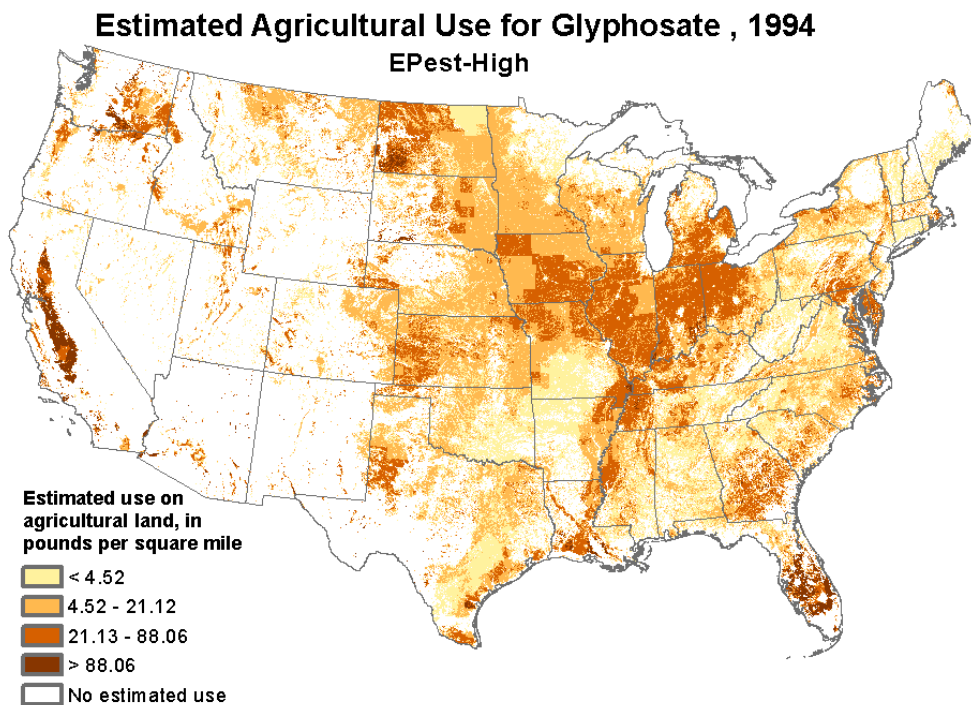 Estimated Agricultural Use for Glyphosate , 1994
EPest-High
Estimated use on
agricultural land, in
pounds per square mile
< 4.52
4.52 - 21.12
21.13 - 88.06
> 88.06
No estimated use